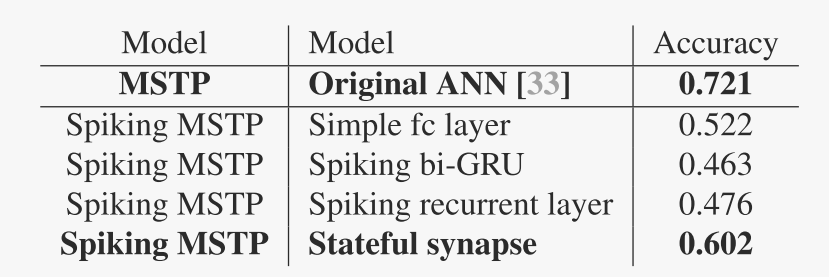 Model Model Accuracy
MSTP Original ANN [33] 0.721
Spiking MSTP Simple fc layer 0.522
Spiking MSTP Spiking bi-GRU 0.463
Spiking MSTP Spiking recurrent layer 0.476
Spiking MSTP Stateful synapse 0.602